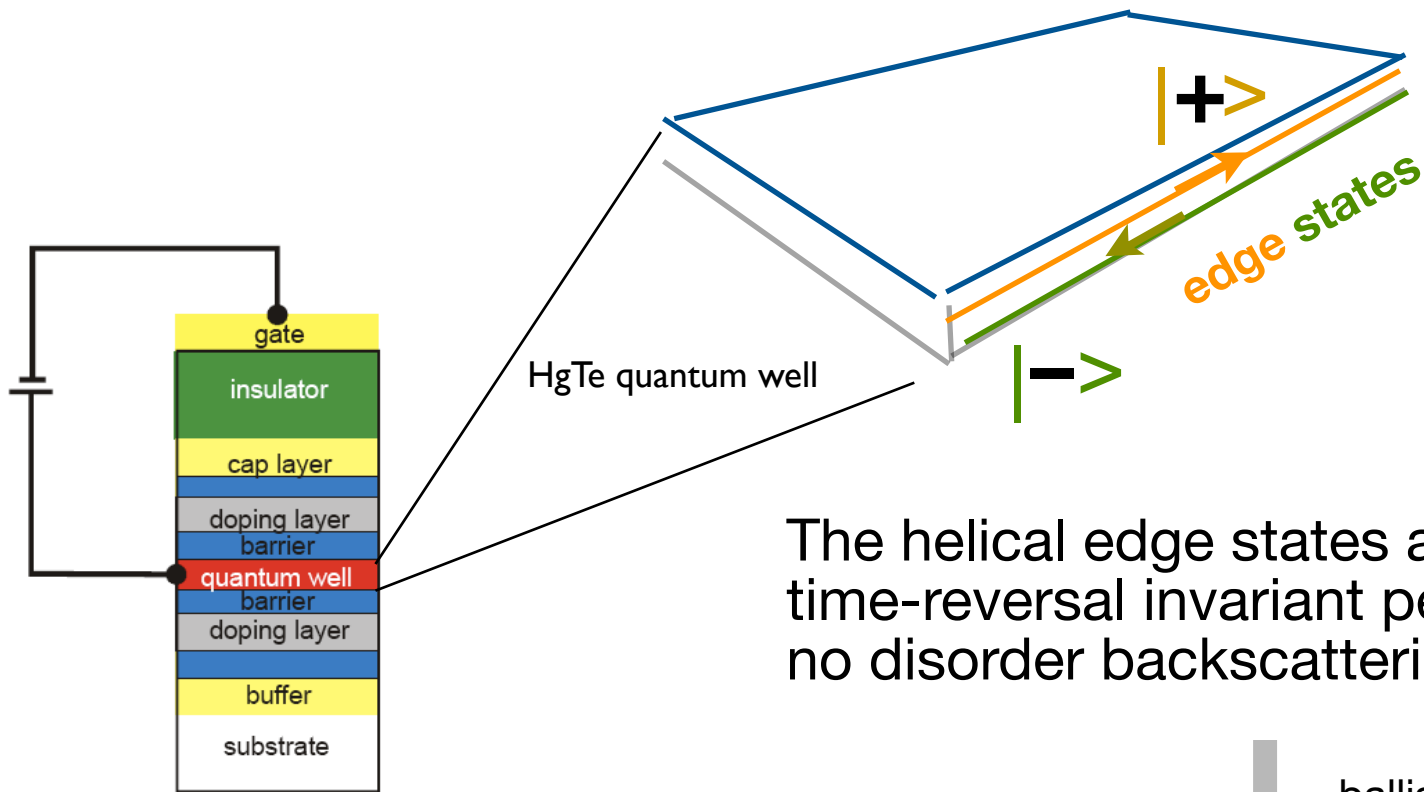 |+>
edge states
|->
HgTe quantum well
gate
insulator
cap layer
doping layer
barrier
quantum well
barrier
doping layer
buffer
substrate
The helical edge states a
time-reversal invariant pe
no disorder backscatteri